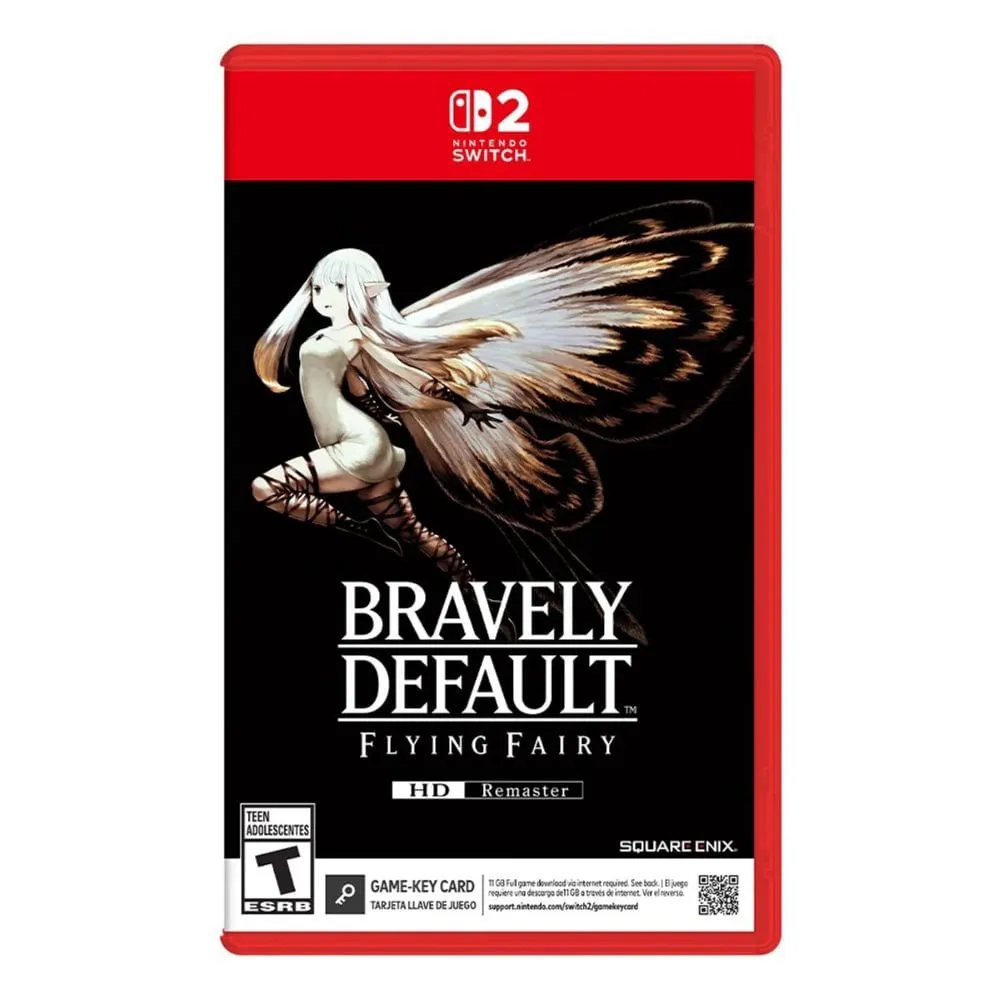 2
NINTENDO
SWITCH™
BRAVELY
DEFAULT™
FLYING FAIRY
HD Remaster
SQUARE ENIX®
TEEN
ADOLESCENTES
T
ESRB
GAME-KEY CARD
TARJETA LLAVE DE JUEGO
11 GB Full game download via internet required. See back. | El juego
requiere una descarga de 11 GB a través de internet. Ver el reverso.
support.nintendo.com/switch2/gamekeycard